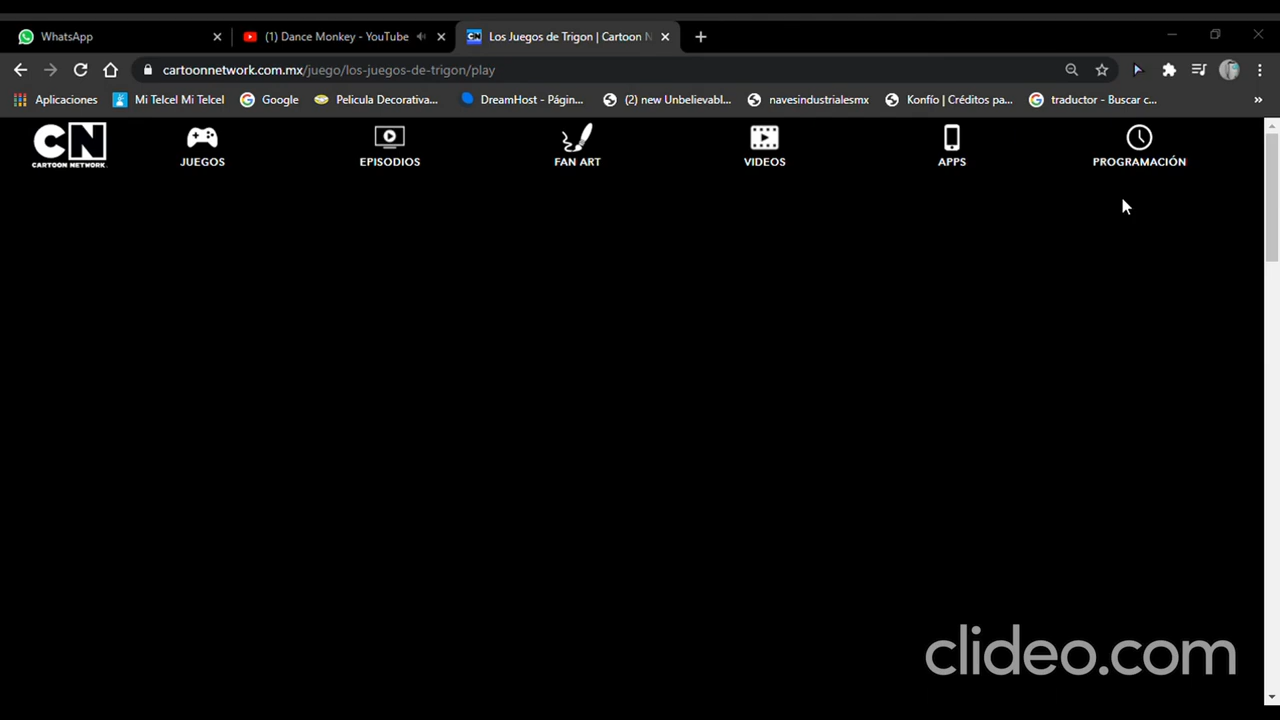 WhatsApp
(1) Dance Monkey - YouTube
Los Juegos de Trigon | Cartoon N
cartoonnetwork.com.mx/juego/los-juegos-de-trigon/play
Aplicaciones
Mi Telcel Mi Telcel
Google
Pelicula Decorativa...
DreamHost - Págin...
(2) new Unbelievabl...
navesindustrialesmx
Konfío | Créditos pa...
traductor - Buscar c...
CN
CARTOON NETWORK
JUEGOS
EPISODIOS
FAN ART
VIDEOS
APPS
PROGRAMACIÓN
clideo.com